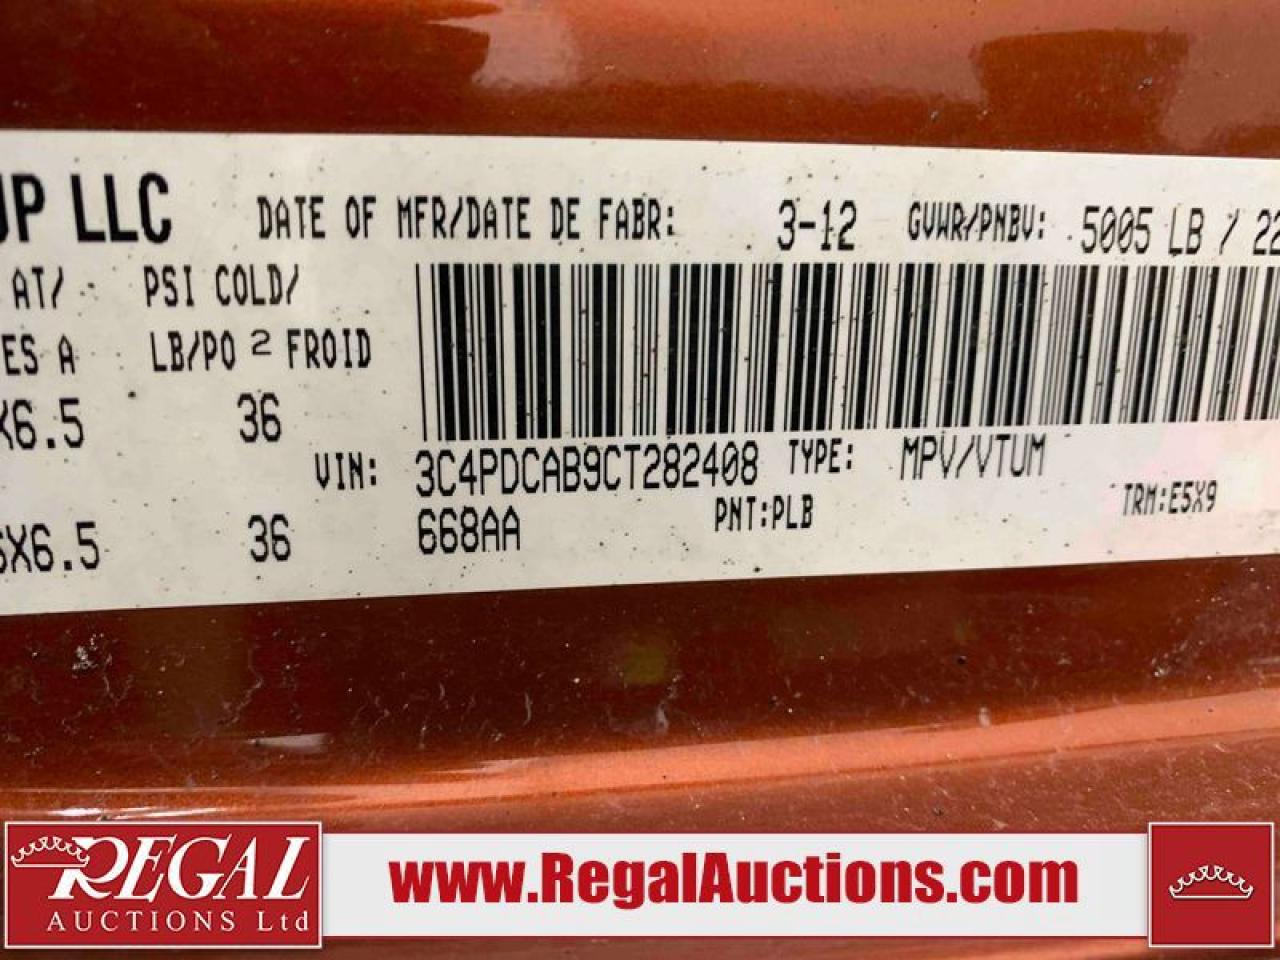 UP LLC DATE OF MFR/DATE DE FABR: 3-12 GVWR/PNBV: 5005 LB / 22
AT/ PSI COLD/
ES A LB/PO 2 FROID
X6.5 36
VIN: 3C4PDCAB9CT282408 TYPE: MPV/VTUM
X6.5 36 668AA PNT:PLB TRM:E5X9
REGAL
AUCTIONS Ltd
www.RegalAuctions.com